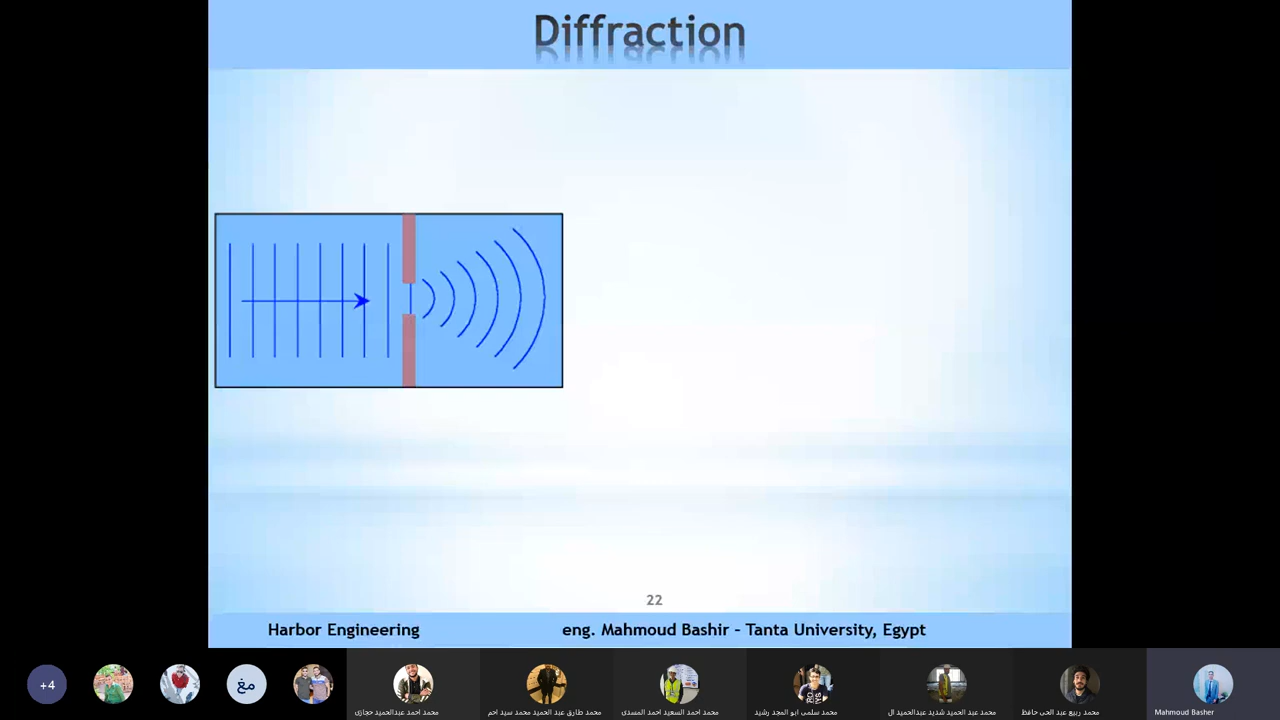 Diffraction
22
Harbor Engineering
eng. Mahmoud Bashir – Tanta University, Egypt
+4
مغ
محمد احمد عبدالحميد حجازى
محمد طارق عبد الحميد محمد سيد احم
محمد احمد السعيد احمد المسدى
محمد سلمى ابو المجد رشيد
محمد عبد الحميد شديد عبدالحميد ال
محمد ربيع عبد الحى حافظ
Mahmoud Basher